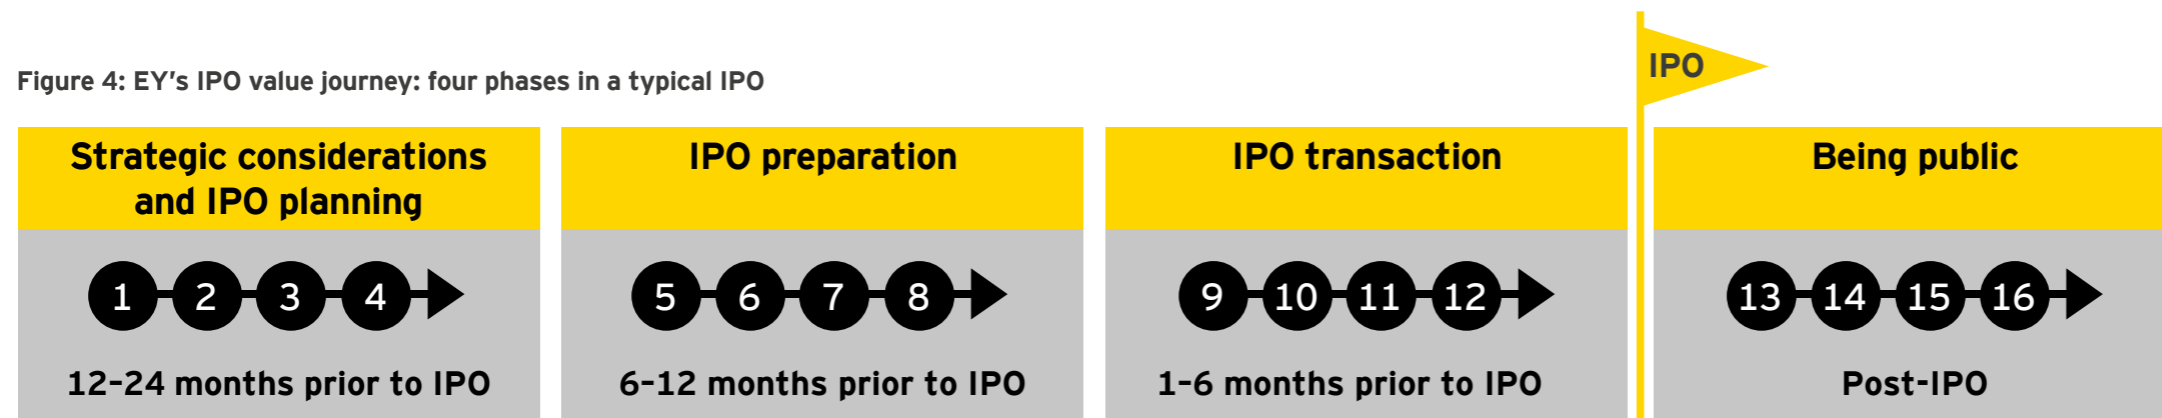 Figure 4: EY's IPO value journey: four phases in a typical IPO
IPO
Strategic considerations
and IPO planning
1 2 3 4
12–24 months prior to IPO
IPO preparation
5 6 7 8
6–12 months prior to IPO
IPO transaction
9 10 11 12
1–6 months prior to IPO
Being public
13 14 15 16
Post-IPO